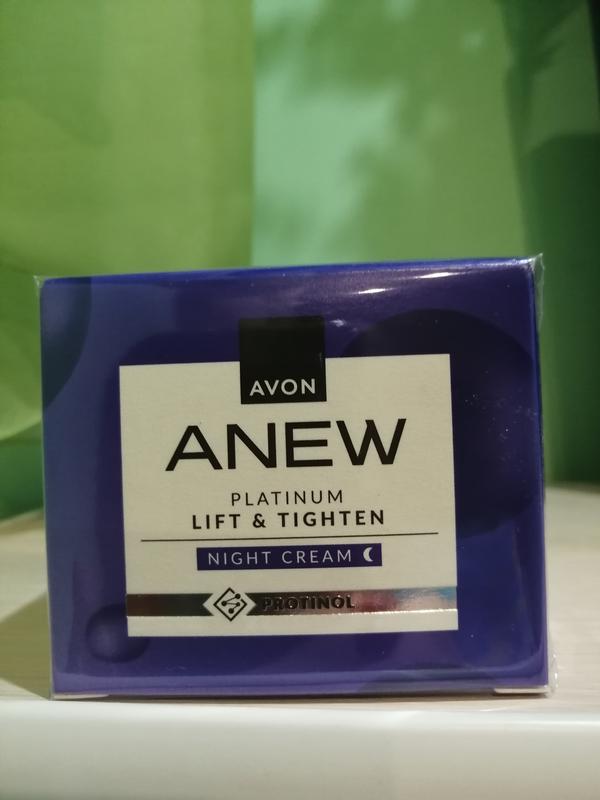 AVON
ANEW
PLATINUM
LIFT & TIGHTEN
NIGHT CREAM
PROTINOL